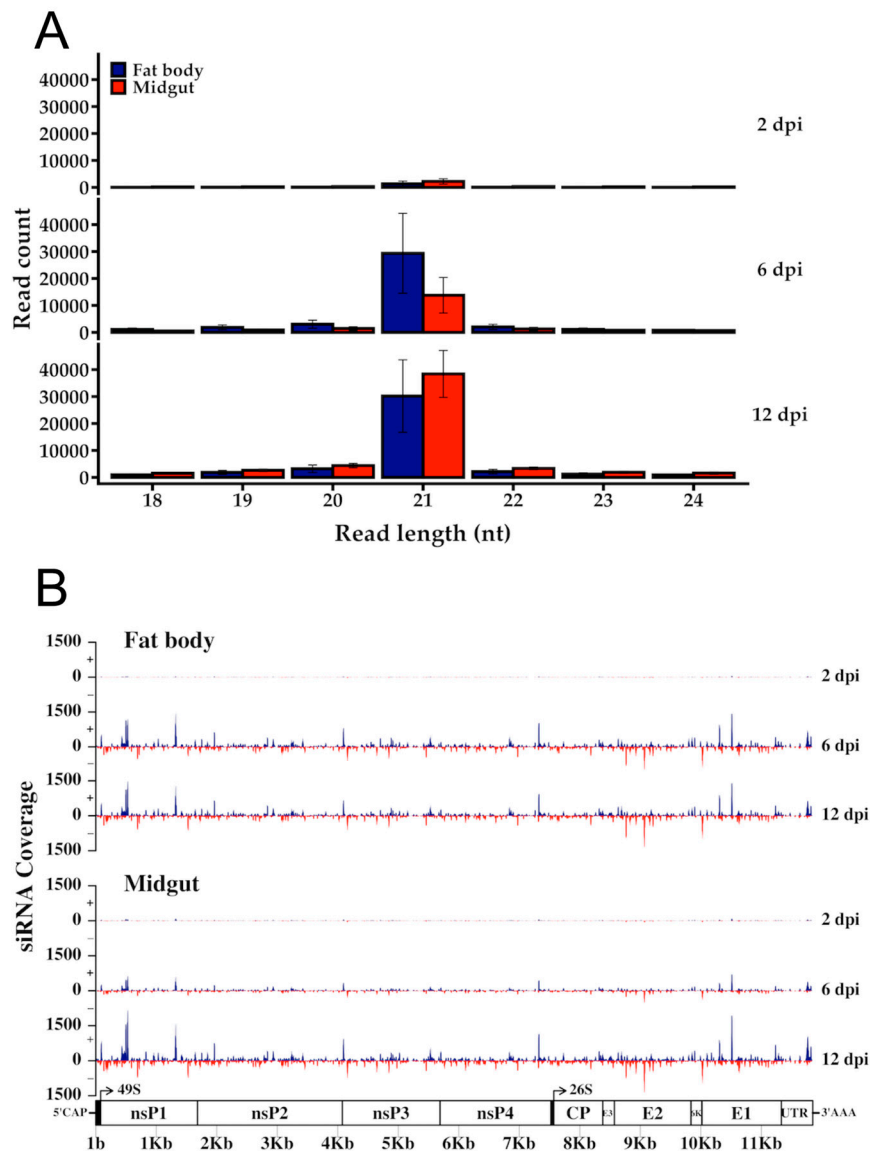 A
Fat body
Midgut
40000
30000
20000
10000
0
2 dpi
40000
30000
20000
10000
0
6 dpi
40000
30000
20000
10000
0
12 dpi
Read count
18 19 20 21 22 23 24
Read length (nt)
B
Fat body
1500
+
0
−
2 dpi
1500
+
0
−
6 dpi
1500
+
0
−
1500
12 dpi
siRNA Coverage
Midgut
1500
+
0
−
2 dpi
1500
+
0
−
6 dpi
1500
+
0
−
1500
12 dpi
49S 26S
5'CAP nsP1 nsP2 nsP3 nsP4 CP E3 E2 6K E1 UTR 3'AAA
1b 1Kb 2Kb 3Kb 4Kb 5Kb 6Kb 7Kb 8Kb 9Kb 10Kb 11Kb